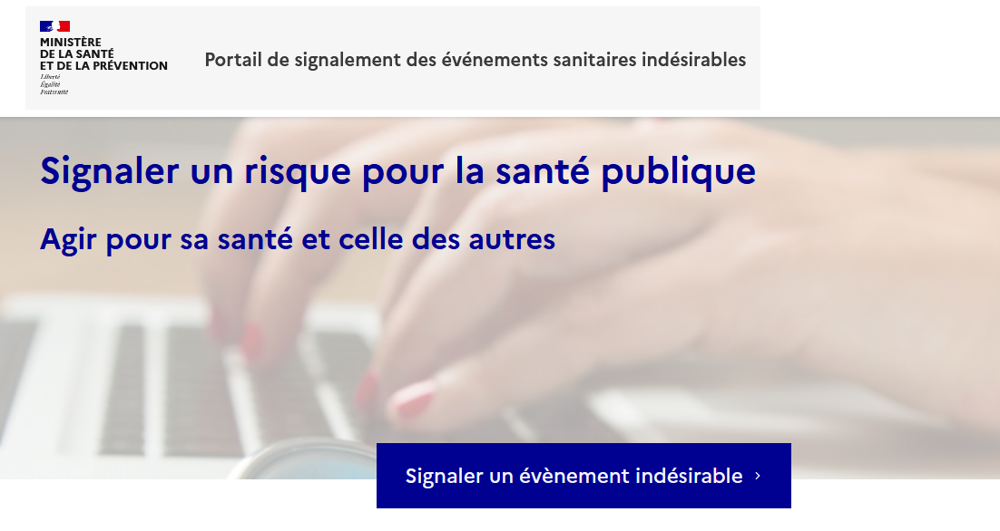 MINISTÈRE
DE LA SANTÉ
ET DE LA PRÉVENTION
Liberté
Égalité
Fraternité
Portail de signalement des événements sanitaires indésirables
Signaler un risque pour la santé publique
Agir pour sa santé et celle des autres
Signaler un évènement indésirable